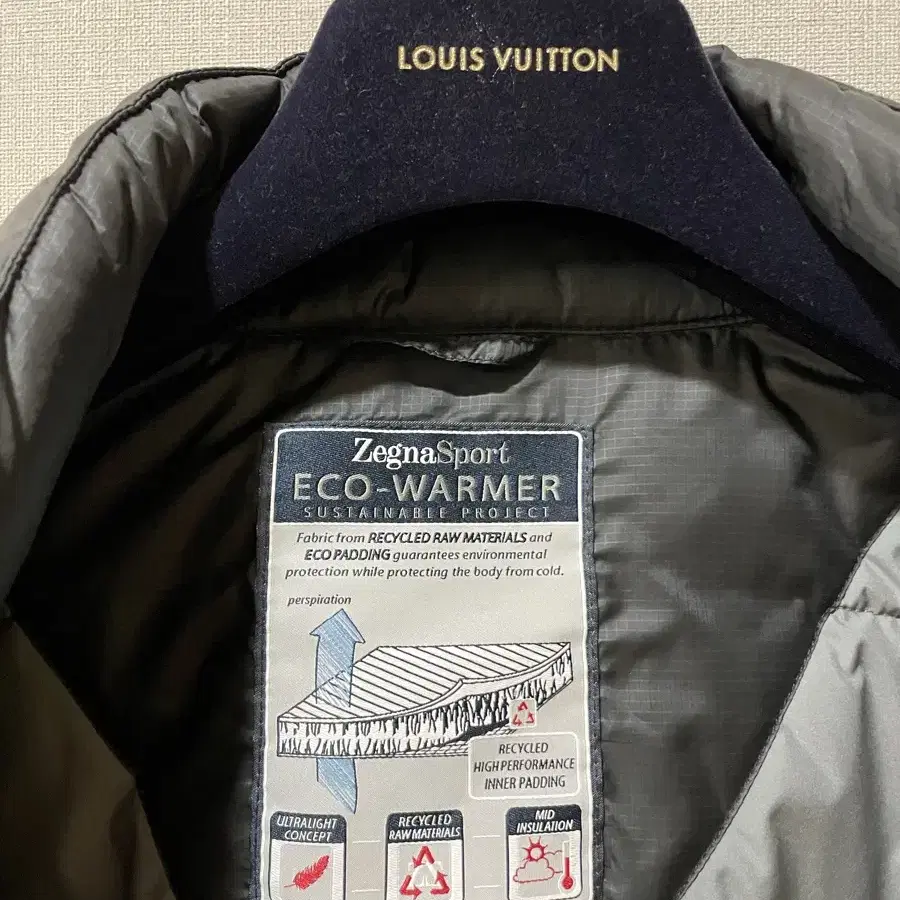 LOUIS VUITTON
ZegnaSport
ECO-WARMER
SUSTAINABLE PROJECT
Fabric from RECYCLED RAW MATERIALS and
ECO PADDING guarantees environmental
protection while protecting the body from cold.
perspiration
RECYCLED
HIGH PERFORMANCE
INNER PADDING
ULTRALIGHT
CONCEPT
RECYCLED
RAW MATERIALS
MID
INSULATION